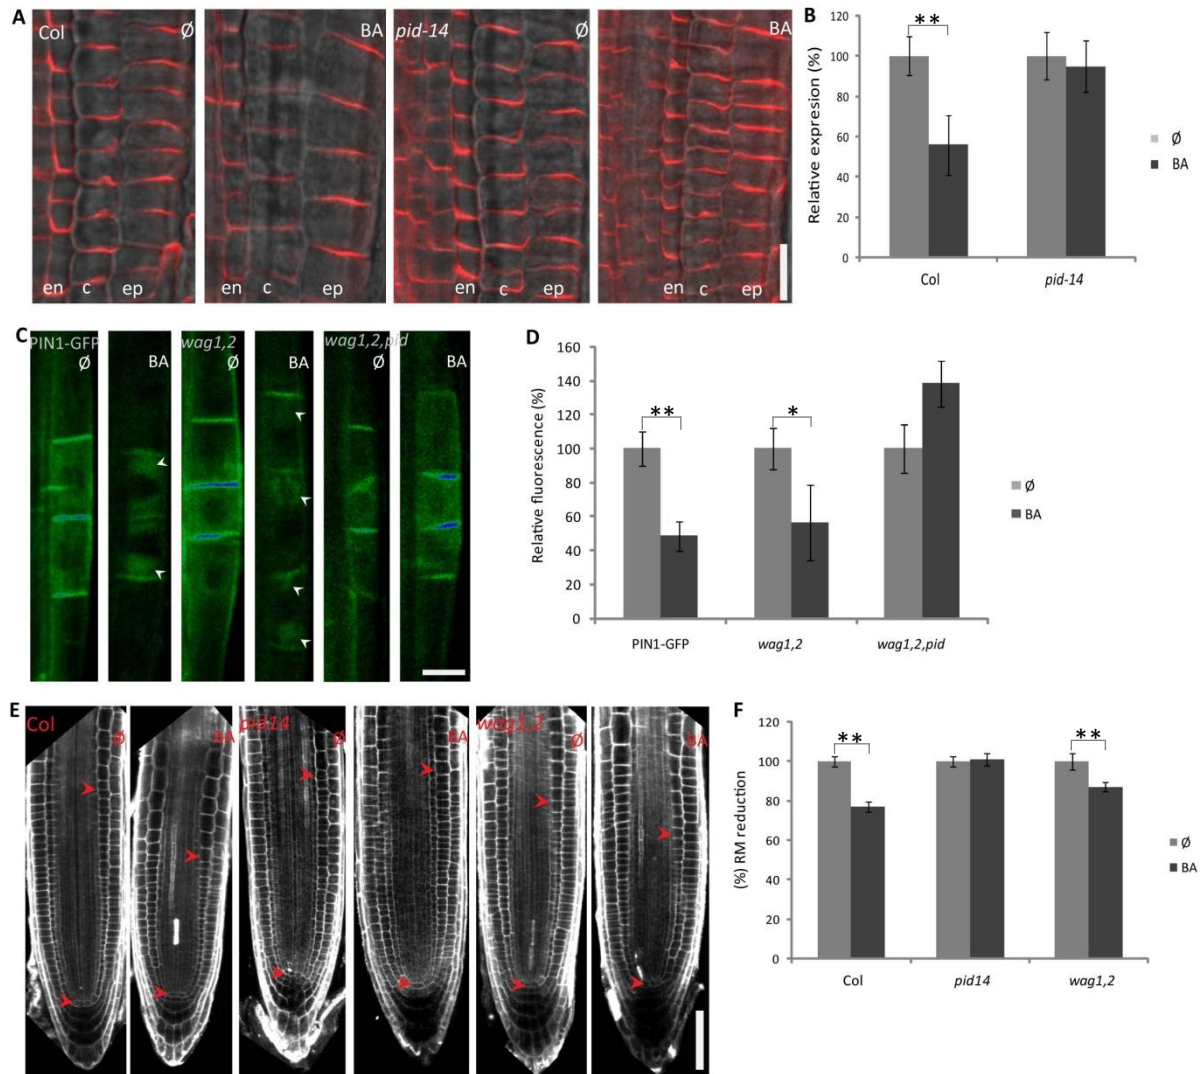 A
Col
Ø
BA
pid-14
Ø
BA
en c ep
en c ep
en c ep
en c ep
B
Relative expression (%)
120
100
80
60
40
20
0
**
Col
pid-14
Ø
BA
C
PIN1-GFP
Ø
BA
wag1,2
Ø
BA
wag1,2,pid
Ø
BA
D
Relative fluorescence (%)
160
140
120
100
80
60
40
20
0
**
*
PIN1-GFP
wag1,2
wag1,2,pid
Ø
BA
E
Col
Ø
BA
pid14
Ø
BA
wag1,2
Ø
BA
F
(%) RM reduction
120
100
80
60
40
20
0
**
**
Col
pid14
wag1,2
Ø
BA